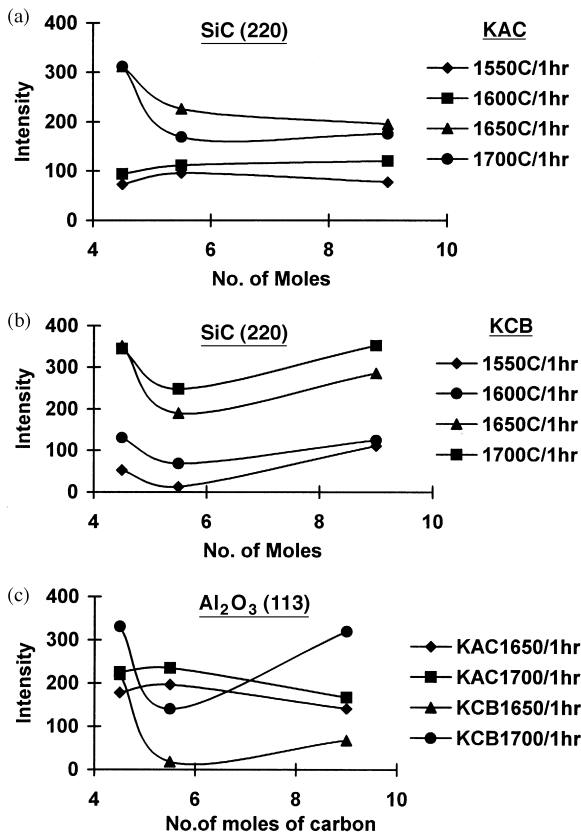 (a)
SiC (220)
KAC
400
300
200
100
0
Intensity
4 6 8 10
No. of Moles
1550C/1hr
1600C/1hr
1650C/1hr
1700C/1hr
(b)
SiC (220)
KCB
400
300
200
100
0
Intensity
4 6 8 10
No. of Moles
1550C/1hr
1600C/1hr
1650C/1hr
1700C/1hr
(c)
Al₂O₃ (113)
400
300
200
100
0
Intensity
4 6 8 10
No.of moles of carbon
KAC1650/1hr
KAC1700/1hr
KCB1650/1hr
KCB1700/1hr